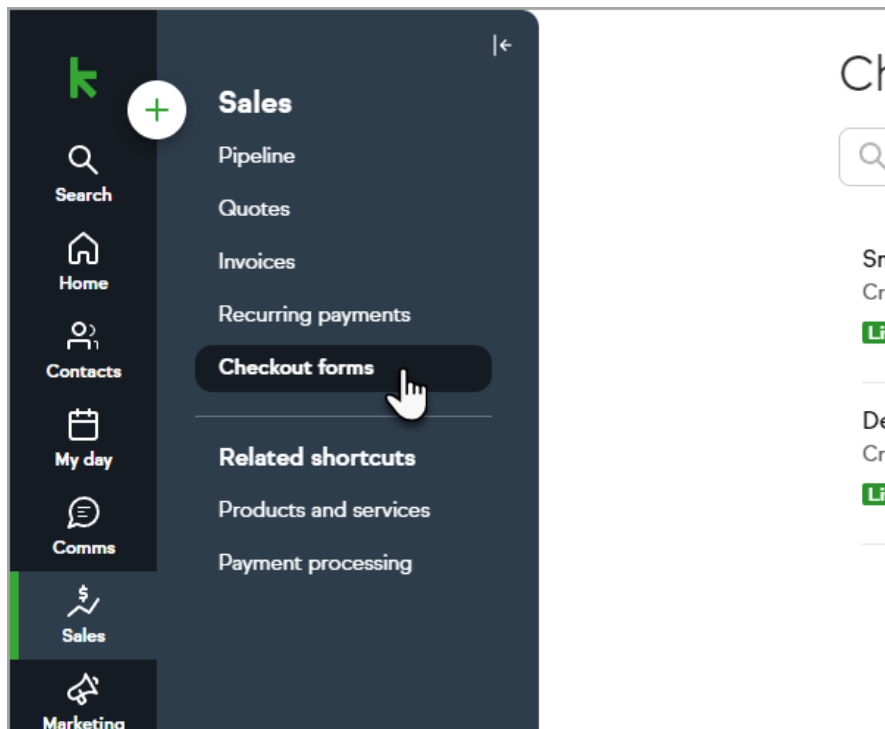 Sales
Pipeline
Quotes
Invoices
Recurring payments
Checkout forms
Related shortcuts
Products and services
Payment processing
Search
Home
Contacts
My day
Comms
Sales
Marketing